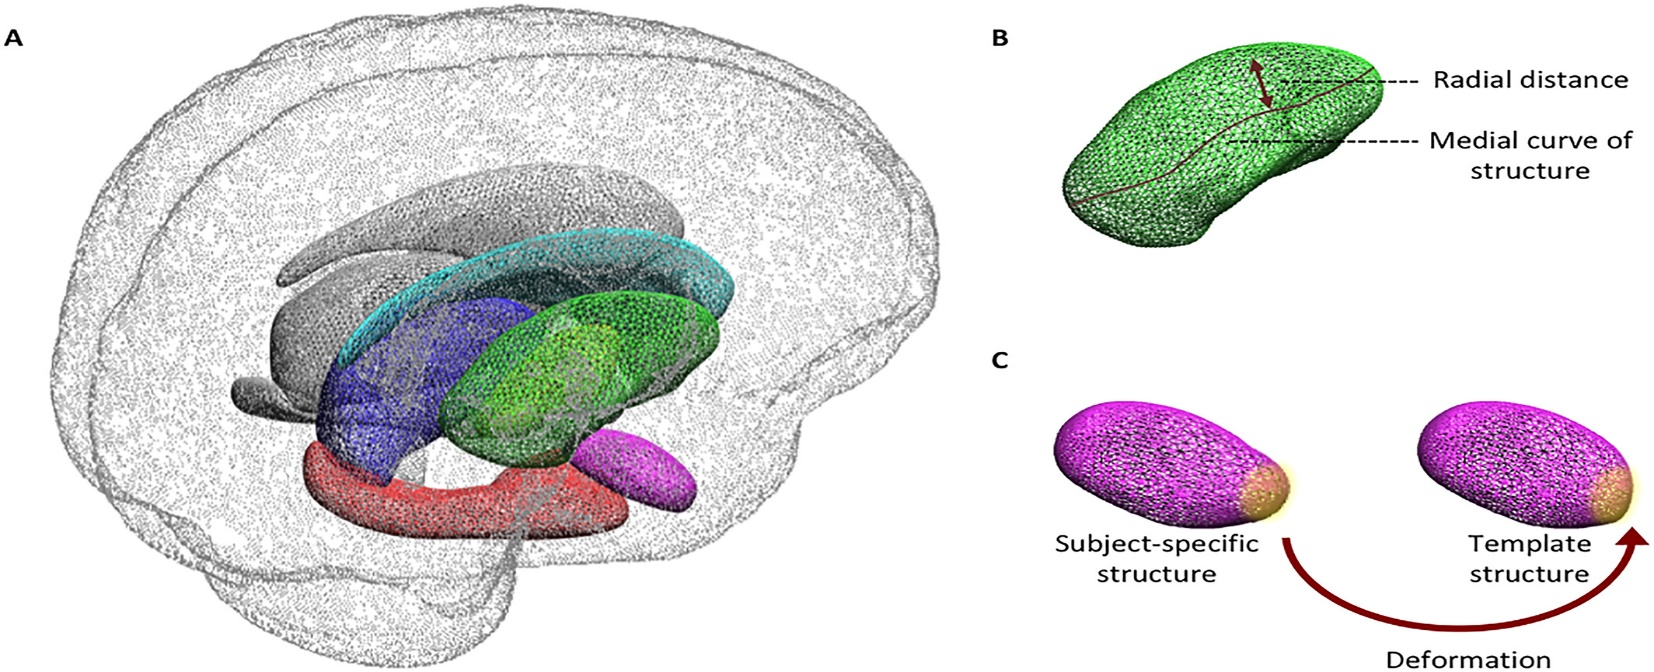 A
B
Radial distance
Medial curve of
structure
C
Subject-specific
structure
Template
structure
Deformation